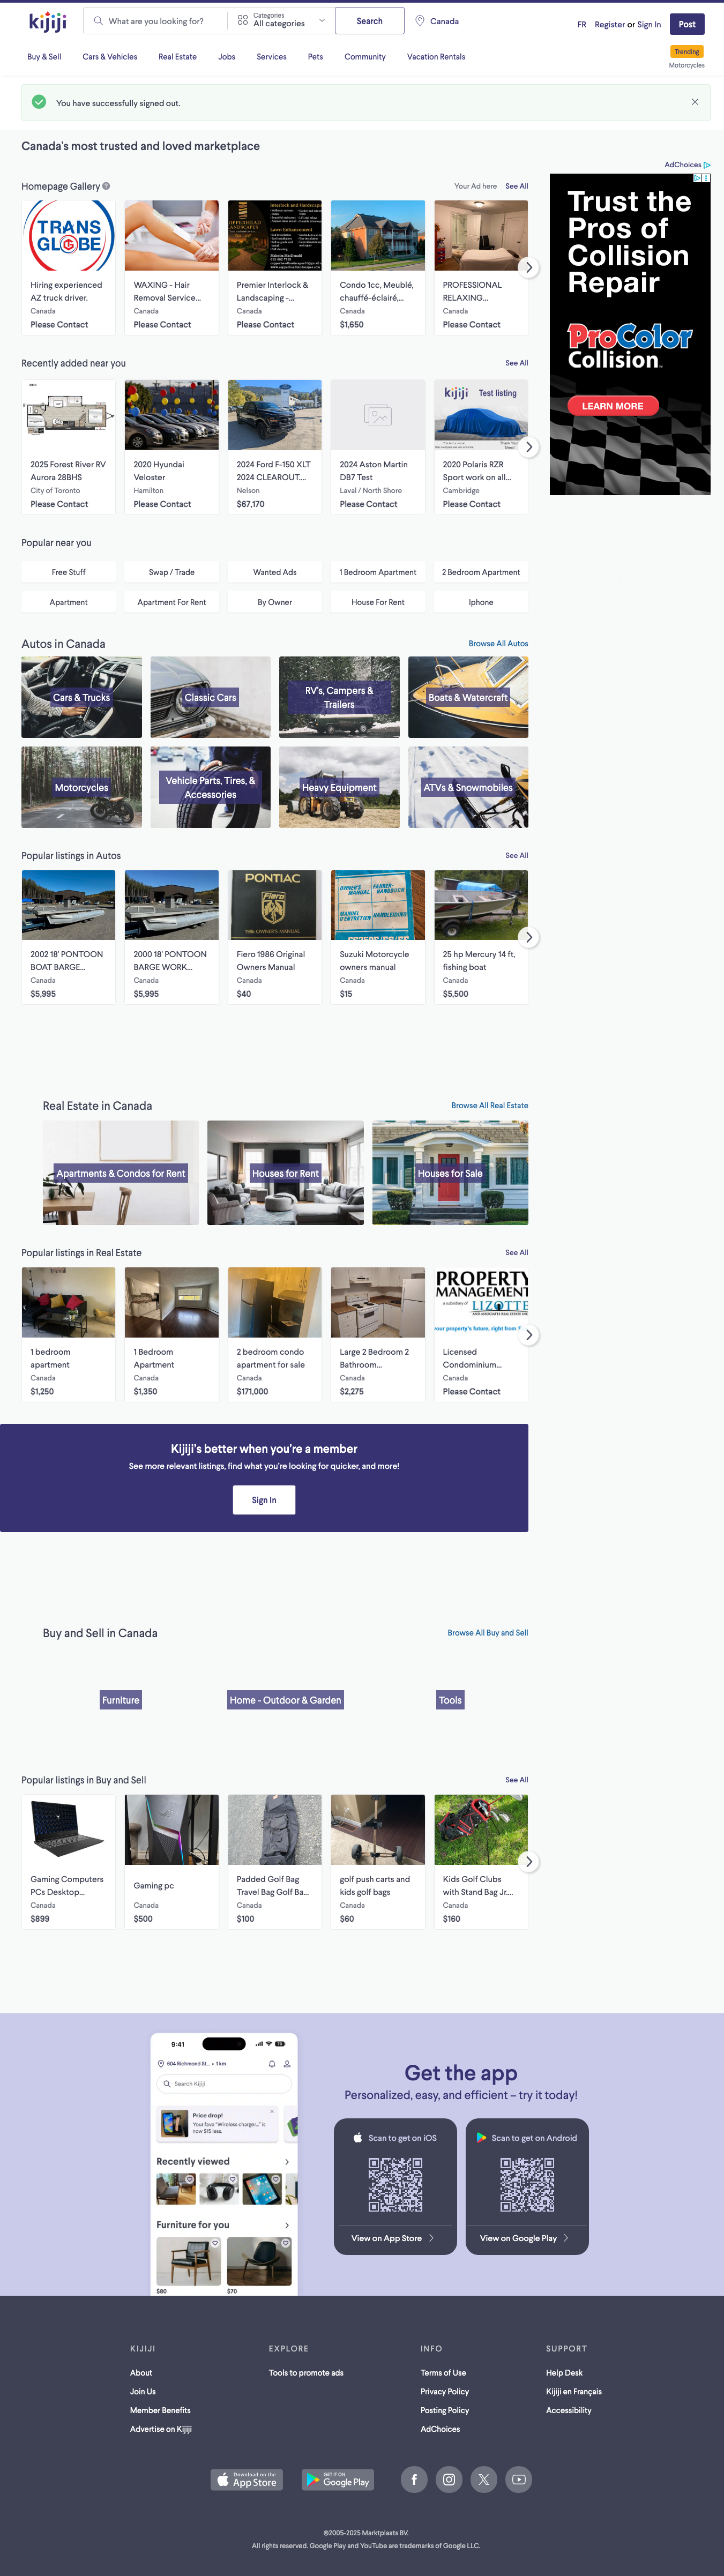 kijiji
What are you looking for?
Categories
All categories
Search
Canada
FR
Register or Sign In
Post
Buy & Sell
Cars & Vehicles
Real Estate
Jobs
Services
Pets
Community
Vacation Rentals
Trending
Motorcycles
You have successfully signed out.
Canada's most trusted and loved marketplace
AdChoices
Homepage Gallery
Your Ad here
See All
TRANS
GLOBE
Interlock and Hardscapes
Lawn Enhancement
Hiring experienced
AZ truck driver.
Canada
Please Contact
WAXING - Hair
Removal Service...
Canada
Please Contact
Premier Interlock &
Landscaping -...
Canada
Please Contact
Condo 1cc, Meublé,
chauffé-éclairé,...
Canada
$1,650
PROFESSIONAL
RELAXING...
Canada
Please Contact
Trust the
Pros of
Collision
Repair
ProColor
Collision™
LEARN MORE
Recently added near you
See All
kijiji Test listing
2025 Forest River RV
Aurora 28BHS
City of Toronto
Please Contact
2020 Hyundai
Veloster
Hamilton
Please Contact
2024 Ford F-150 XLT
2024 CLEAROUT....
Nelson
$67,170
2024 Aston Martin
DB7 Test
Laval / North Shore
Please Contact
2020 Polaris RZR
Sport work on all...
Cambridge
Please Contact
Popular near you
Free Stuff
Swap / Trade
Wanted Ads
1 Bedroom Apartment
2 Bedroom Apartment
Apartment
Apartment For Rent
By Owner
House For Rent
Iphone
Autos in Canada
Browse All Autos
Cars & Trucks
Classic Cars
RV's, Campers &
Trailers
Boats & Watercraft
Motorcycles
Vehicle Parts, Tires, &
Accessories
Heavy Equipment
ATVs & Snowmobiles
Popular listings in Autos
See All
PONTIAC
Fiero
1986 OWNER'S MANUAL
OWNER'S MANUAL
FAHRER-HANDBUCH
MANUEL D'ENTRETIEN
HANDLEIDING
2002 18' PONTOON
BOAT BARGE...
Canada
$5,995
2000 18' PONTOON
BARGE WORK...
Canada
$5,995
Fiero 1986 Original
Owners Manual
Canada
$40
Suzuki Motorcycle
owners manual
Canada
$15
25 hp Mercury 14 ft,
fishing boat
Canada
$5,500
Real Estate in Canada
Browse All Real Estate
Apartments & Condos for Rent
Houses for Rent
Houses for Sale
Popular listings in Real Estate
See All
PROPERTY
MANAGEMENT
a subsidiary of
LIZOTTE
your property's future, right from
1 bedroom
apartment
Canada
$1,250
1 Bedroom
Apartment
Canada
$1,350
2 bedroom condo
apartment for sale
Canada
$171,000
Large 2 Bedroom 2
Bathroom...
Canada
$2,275
Licensed
Condominium...
Canada
Please Contact
Kijiji's better when you're a member
See more relevant listings, find what you're looking for quicker, and more!
Sign In
Buy and Sell in Canada
Browse All Buy and Sell
Furniture
Home - Outdoor & Garden
Tools
Popular listings in Buy and Sell
See All
Gaming Computers
PCs Desktop...
Canada
$899
Gaming pc
Canada
$500
Padded Golf Bag
Travel Bag Golf Ba...
Canada
$100
golf push carts and
kids golf bags
Canada
$60
Kids Golf Clubs
with Stand Bag Jr....
Canada
$160
9:41
604 Richmond St... • 1 km
Search Kijiji
Price drop!
Your fave "Wireless charger..." is
now $15 less.
Recently viewed
Furniture for you
$80
$70
Get the app
Personalized, easy, and efficient – try it today!
Scan to get on iOS
View on App Store
Scan to get on Android
View on Google Play
KIJIJI
About
Join Us
Member Benefits
Advertise on Kijiji
EXPLORE
Tools to promote ads
INFO
Terms of Use
Privacy Policy
Posting Policy
AdChoices
SUPPORT
Help Desk
Kijiji en Français
Accessibility
Download on the
App Store
GET IT ON
Google Play
©2005-2025 Marktplaats BV.
All rights reserved. Google Play and YouTube are trademarks of Google LLC.